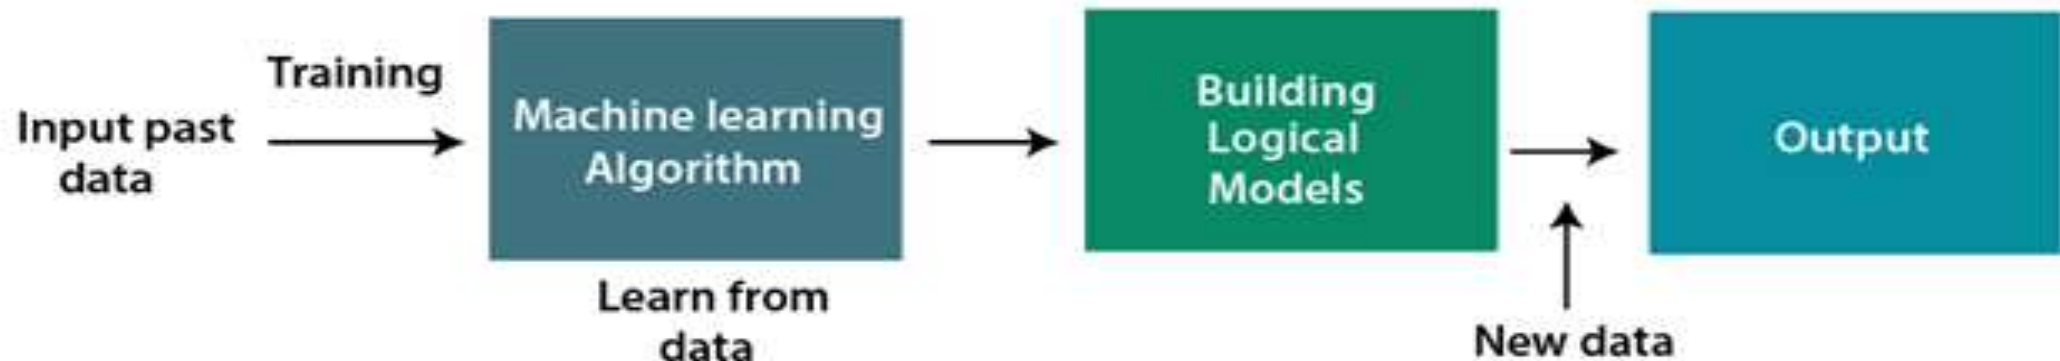 Input past
data
Training
Machine learning
Algorithm
Learn from
data
Building
Logical
Models
New data
Output